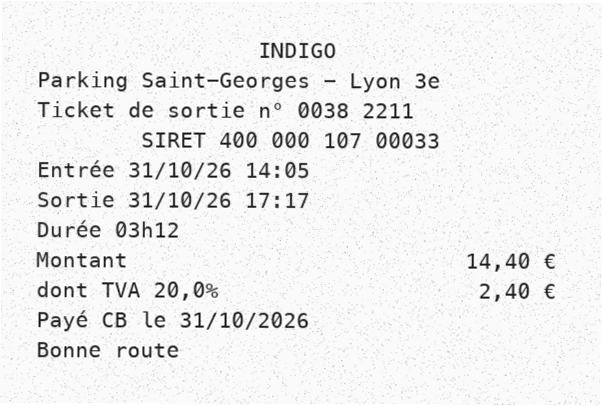 INDIGO
Parking Saint-Georges - Lyon 3e
Ticket de sortie n° 0038 2211
SIRET 400 000 107 00033
Entrée 31/10/26 14:05
Sortie 31/10/26 17:17
Durée 03h12
Montant 14,40 €
dont TVA 20,0% 2,40 €
Payé CB le 31/10/2026
Bonne route